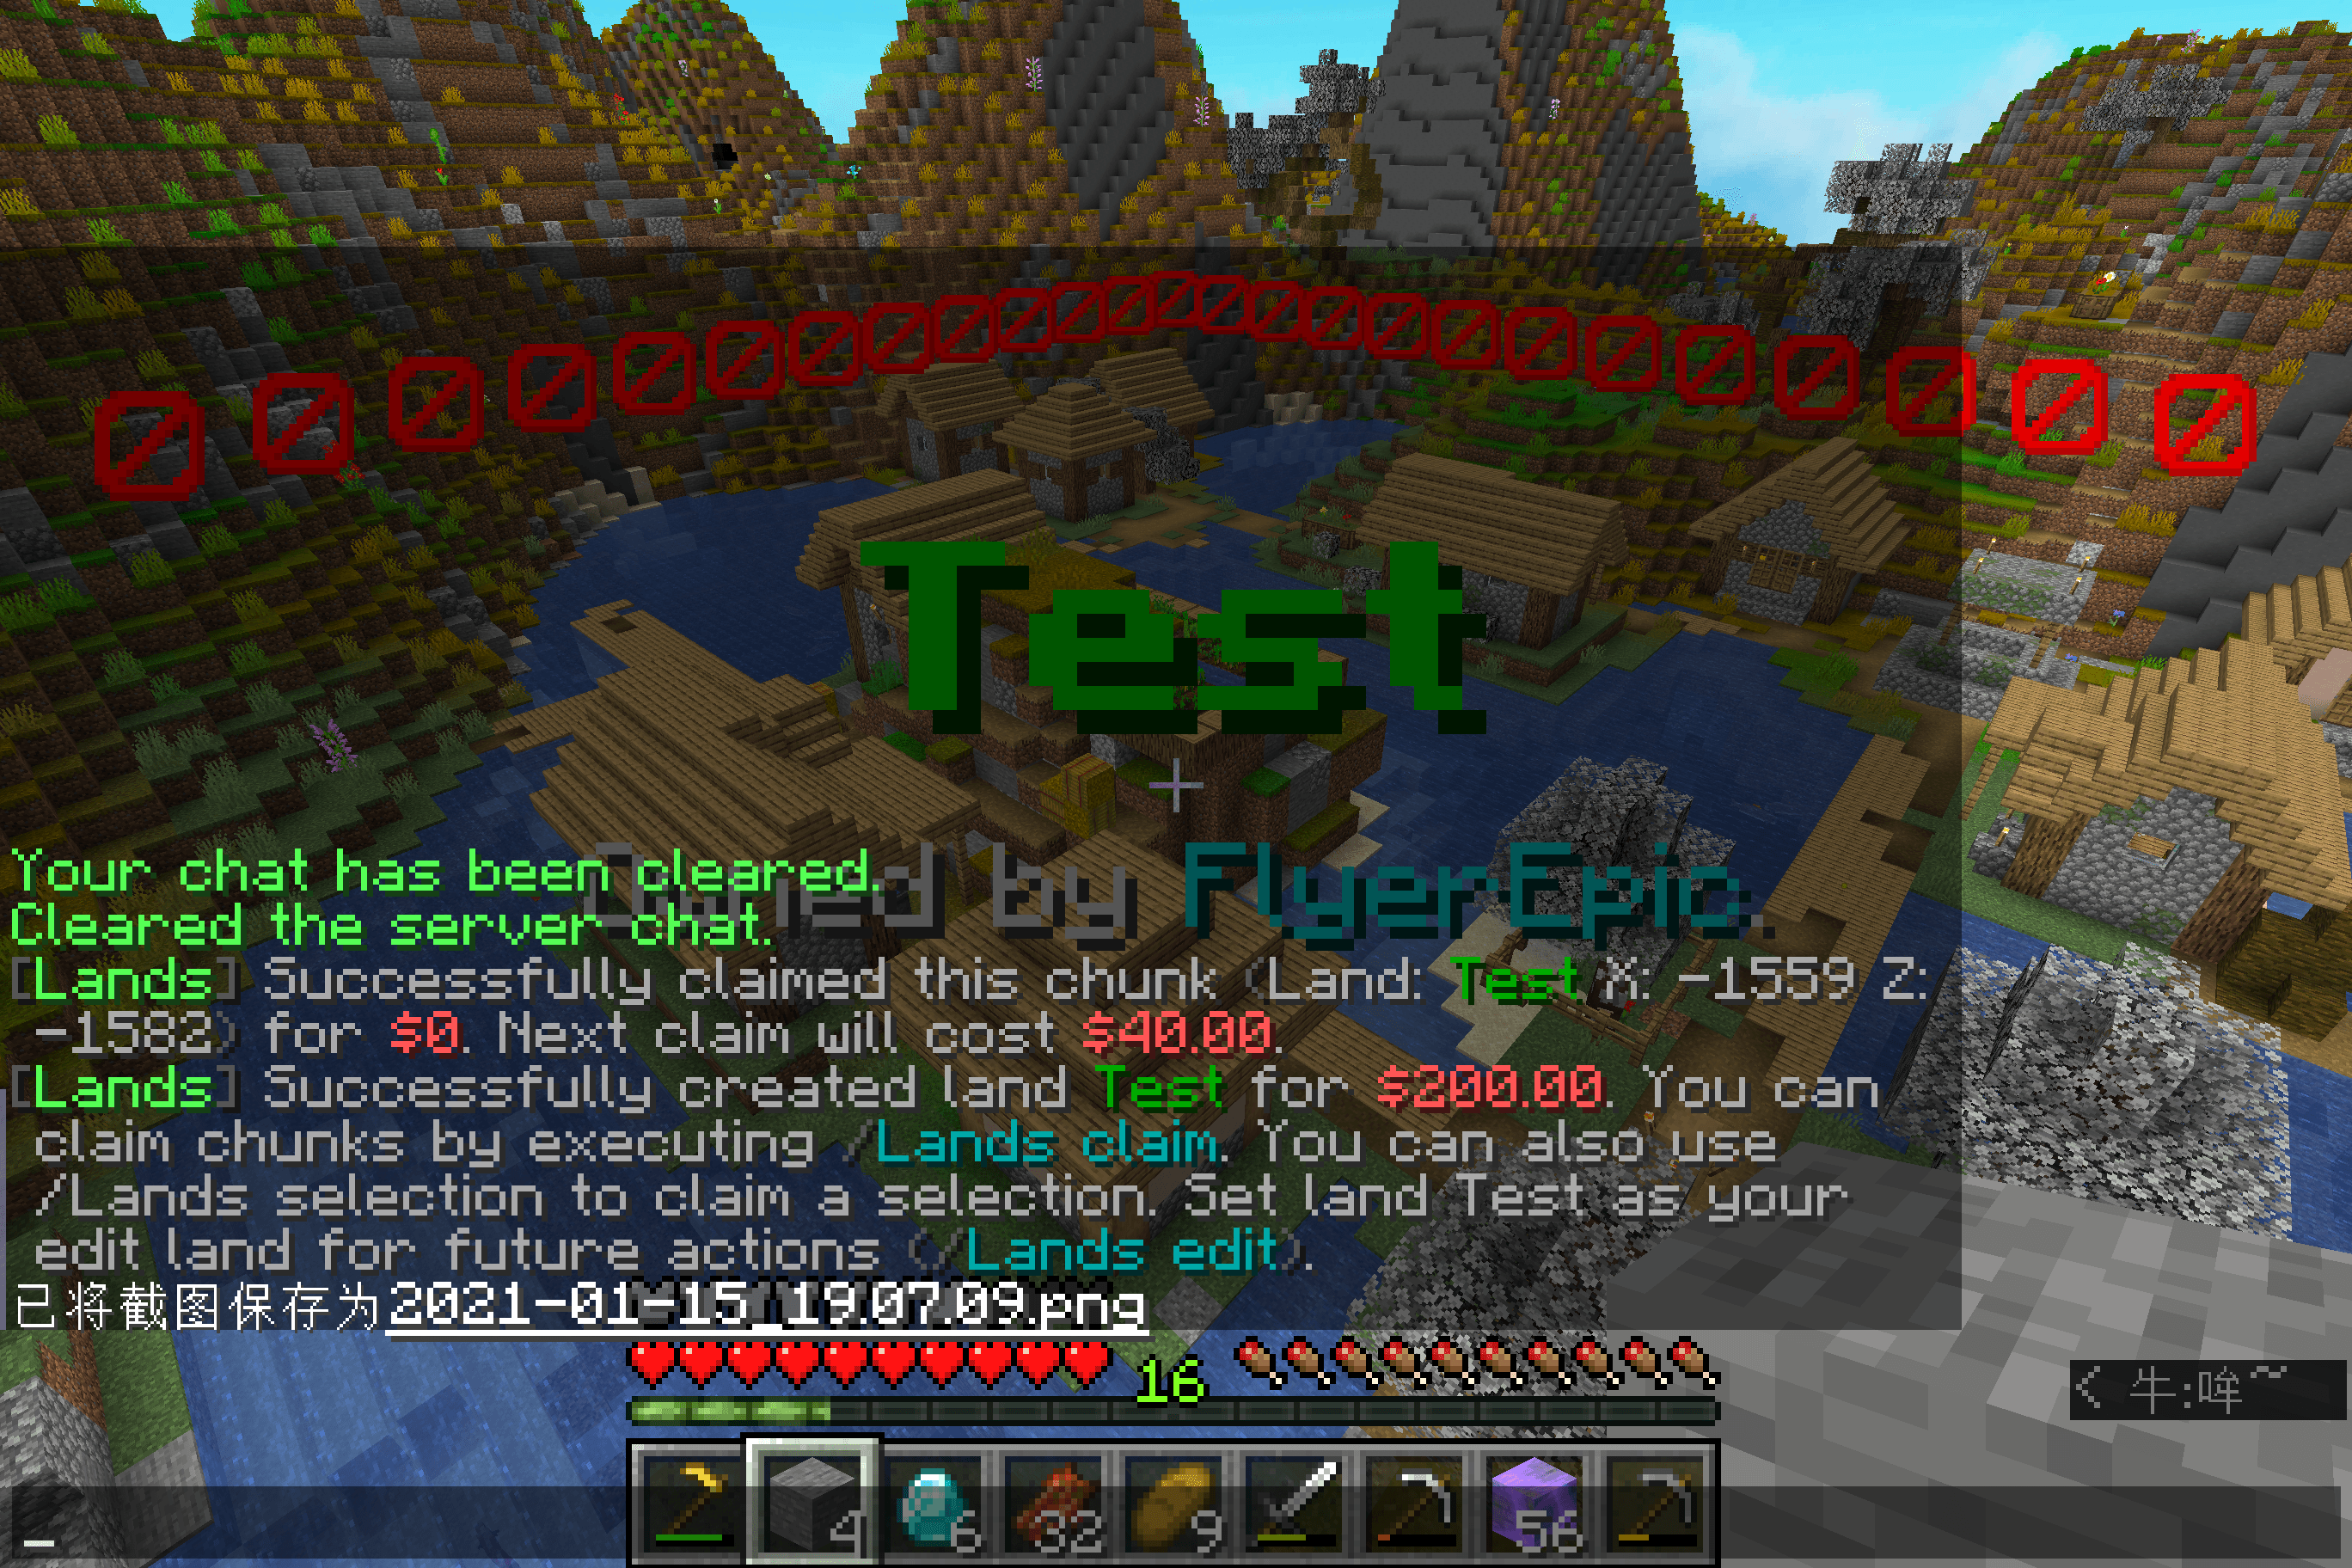 Test
Owned by FlyerEpic.
Your chat has been cleared.
Cleared the server chat.
[Lands] Successfully claimed this chunk (Land: Test X: -1559 Z:
-1582) for $0. Next claim will cost $40.00.
[Lands] Successfully created land Test for $200.00. You can
claim chunks by executing /Lands claim. You can also use
/Lands selection to claim a selection. Set land Test as your
edit land for future actions (/Lands edit).
已将截图保存为2021-01-15_19.07.09.png
16
< 牛:哞~
4
6
32
9
56
_